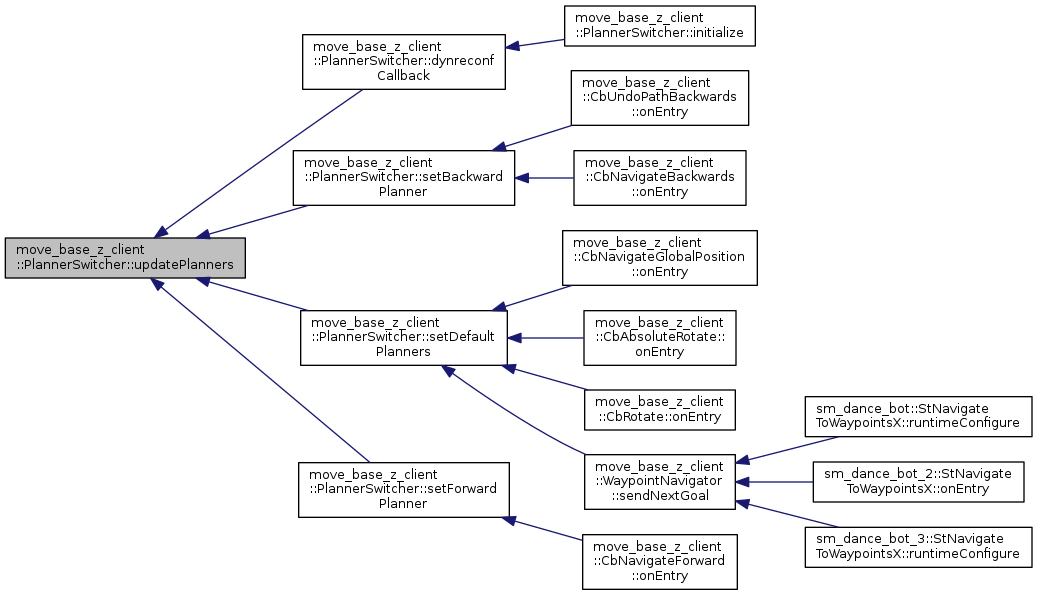 move_base_z_client
::PlannerSwitcher::initialize
move_base_z_client
::PlannerSwitcher::dynreconf
Callback
move_base_z_client
::CbUndoPathBackwards
::onEntry
move_base_z_client
::PlannerSwitcher::setBackward
Planner
move_base_z_client
::CbNavigateBackwards
::onEntry
move_base_z_client
::PlannerSwitcher::updatePlanners
move_base_z_client
::CbNavigateGlobalPosition
::onEntry
move_base_z_client
::PlannerSwitcher::setDefault
Planners
move_base_z_client
::CbAbsoluteRotate::
onEntry
move_base_z_client
::CbRotate::onEntry
move_base_z_client
::WaypointNavigator
::sendNextGoal
sm_dance_bot::StNavigate
ToWaypointsX::runtimeConfigure
sm_dance_bot_2::StNavigate
ToWaypointsX::onEntry
sm_dance_bot_3::StNavigate
ToWaypointsX::runtimeConfigure
move_base_z_client
::PlannerSwitcher::setForward
Planner
move_base_z_client
::CbNavigateForward
::onEntry